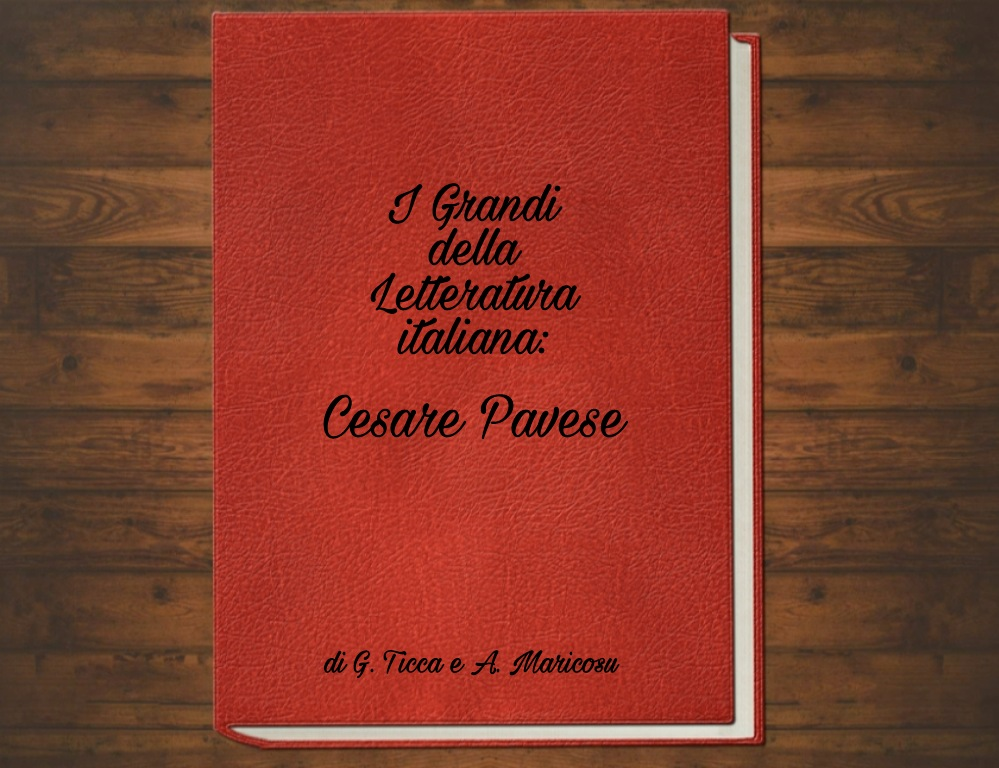 I Grandi
della
Letteratura
italiana:
Cesare Pavese
di G. Ticca e A. Maricosu